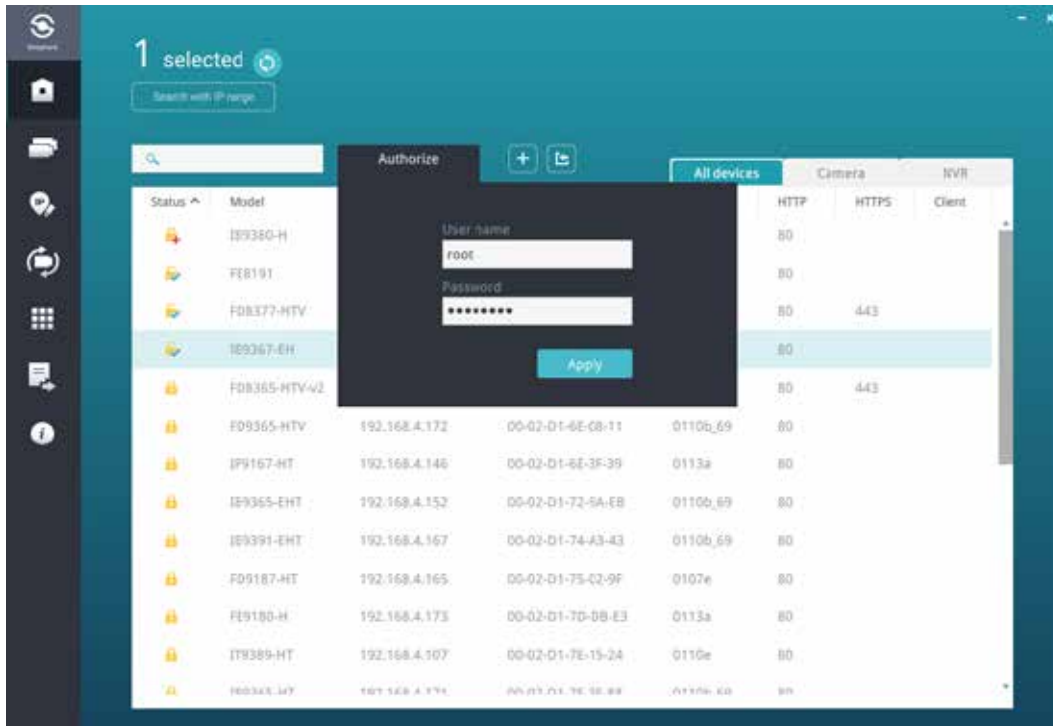 1 selected
Search with IP range
Authorize
All devices Camera NVR
Status Model HTTP HTTPS Client
User name
IB9380-H 80
root
FE8191 80
Password
FD8377-HTV 80 443
IB9367-EH 80
Apply
FD8365-HTV-v2 80 443
FD9365-HTV 192.168.4.172 00-02-D1-6E-C8-11 0110b_69 80
IP9167-HT 192.168.4.146 00-02-D1-6E-3F-39 0113a 80
IB9365-EHT 192.168.4.152 00-02-D1-72-5A-EB 0110b_69 80
IB9391-EHT 192.168.4.167 00-02-D1-74-A3-43 0110b_69 80
FD9187-HT 192.168.4.165 00-02-D1-75-C2-9F 0107e 80
FE9180-H 192.168.4.173 00-02-D1-7D-DB-E3 0113a 80
IT9389-HT 192.168.4.107 00-02-D1-7E-15-24 0110e 80